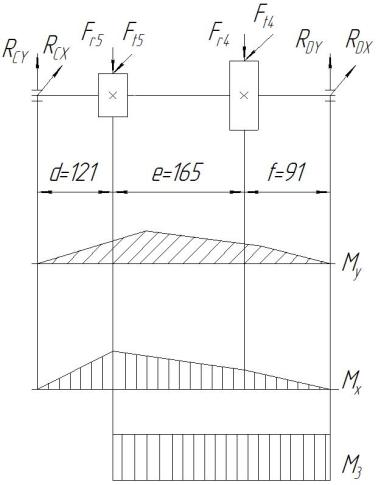 R_CY R_CX F_r5 F_t5 F_r4 F_t4 R_DY R_DX
d=121 e=165 f=91
M_y
M_x
M_3